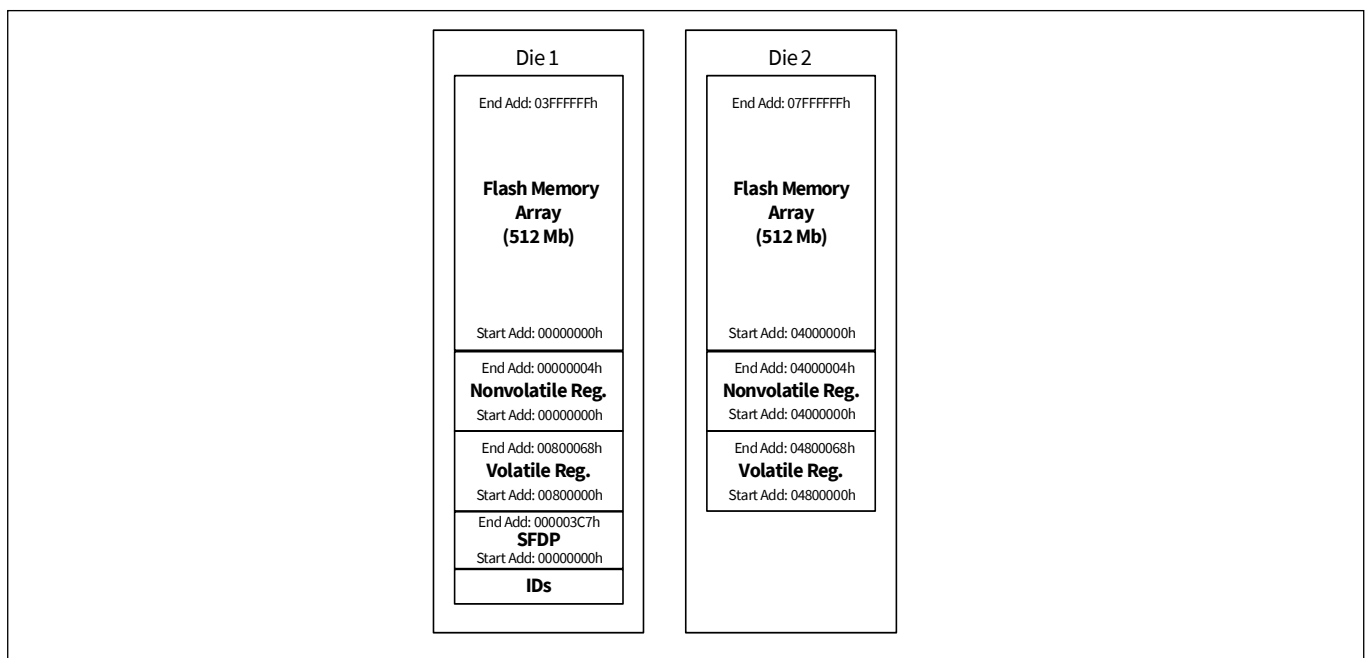 Die 1
End Add: 03FFFFFFh
Flash Memory
Array
(512 Mb)
Start Add: 00000000h
End Add: 00000004h
Nonvolatile Reg.
Start Add: 00000000h
End Add: 00800068h
Volatile Reg.
Start Add: 00800000h
End Add: 000003C7h
SFDP
Start Add: 00000000h
IDs
Die 2
End Add: 07FFFFFFh
Flash Memory
Array
(512 Mb)
Start Add: 04000000h
End Add: 04000004h
Nonvolatile Reg.
Start Add: 04000000h
End Add: 04800068h
Volatile Reg.
Start Add: 04800000h